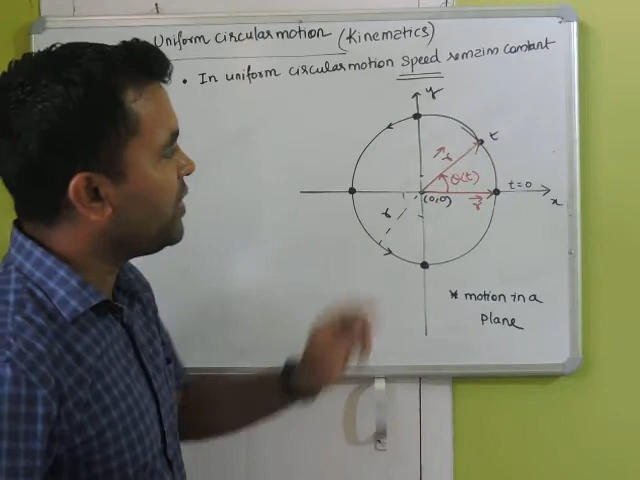 Uniform circular motion (Kinematics)
• In uniform circular motion speed remain constant
y
t
r
θ(t)
t=0
(0,0)
r
x
r
* motion in a
plane